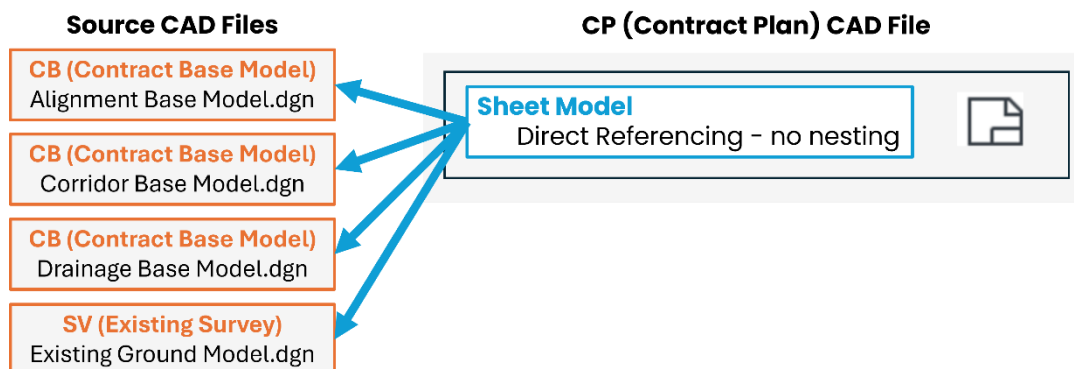 Source CAD Files
CB (Contract Base Model)
Alignment Base Model.dgn
CB (Contract Base Model)
Corridor Base Model.dgn
CB (Contract Base Model)
Drainage Base Model.dgn
SV (Existing Survey)
Existing Ground Model.dgn
CP (Contract Plan) CAD File
Sheet Model
Direct Referencing - no nesting